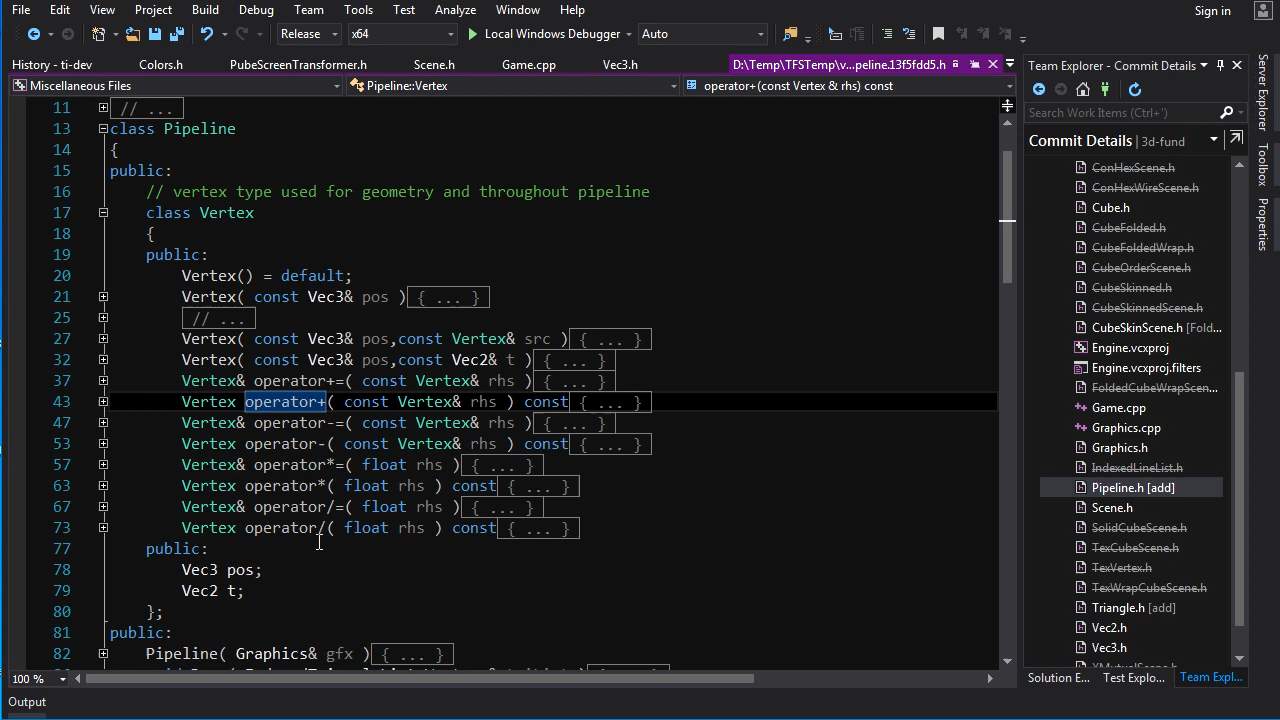 File Edit View Project Build Debug Team Tools Test Analyze Window Help Sign in
Release x64 Local Windows Debugger Auto
History - ti-dev Colors.h PubeScreenTransformer.h Scene.h Game.cpp Vec3.h D:\Temp\TFSTemp\v...peline.13f5fdd5.h
Miscellaneous Files Pipeline::Vertex operator+(const Vertex & rhs) const
11 // ...
13 class Pipeline
14 {
15 public:
16 // vertex type used for geometry and throughout pipeline
17 class Vertex
18 {
19 public:
20 Vertex() = default;
21 Vertex( const Vec3& pos ){ ... }
25 // ...
27 Vertex( const Vec3& pos,const Vertex& src ){ ... }
32 Vertex( const Vec3& pos,const Vec2& t ){ ... }
37 Vertex& operator+=( const Vertex& rhs ){ ... }
43 Vertex operator+( const Vertex& rhs ) const{ ... }
47 Vertex& operator-=( const Vertex& rhs ){ ... }
53 Vertex operator-( const Vertex& rhs ) const{ ... }
57 Vertex& operator*=( float rhs ){ ... }
63 Vertex operator*( float rhs ) const{ ... }
67 Vertex& operator/=( float rhs ){ ... }
73 Vertex operator/( float rhs ) const{ ... }
77 public:
78 Vec3 pos;
79 Vec2 t;
80 };
81 public:
82 Pipeline( Graphics& gfx ){ ... }
100 %
Output
Team Explorer - Commit Details
Search Work Items (Ctrl+')
Commit Details | 3d-fund
ConHexScene.h
ConHexWireScene.h
Cube.h
CubeFolded.h
CubeFoldedWrap.h
CubeOrderScene.h
CubeSkinned.h
CubeSkinnedScene.h
CubeSkinScene.h [Fold...
Engine.vcxproj
Engine.vcxproj.filters
FoldedCubeWrapScen...
Game.cpp
Graphics.cpp
Graphics.h
IndexedLineList.h
Pipeline.h [add]
Scene.h
SolidCubeScene.h
TexCubeScene.h
TexVertex.h
TexWrapCubeScene.h
Triangle.h [add]
Vec2.h
Vec3.h
Solution E... Test Explo... Team Expl...
Server Explorer
Toolbox
Properties